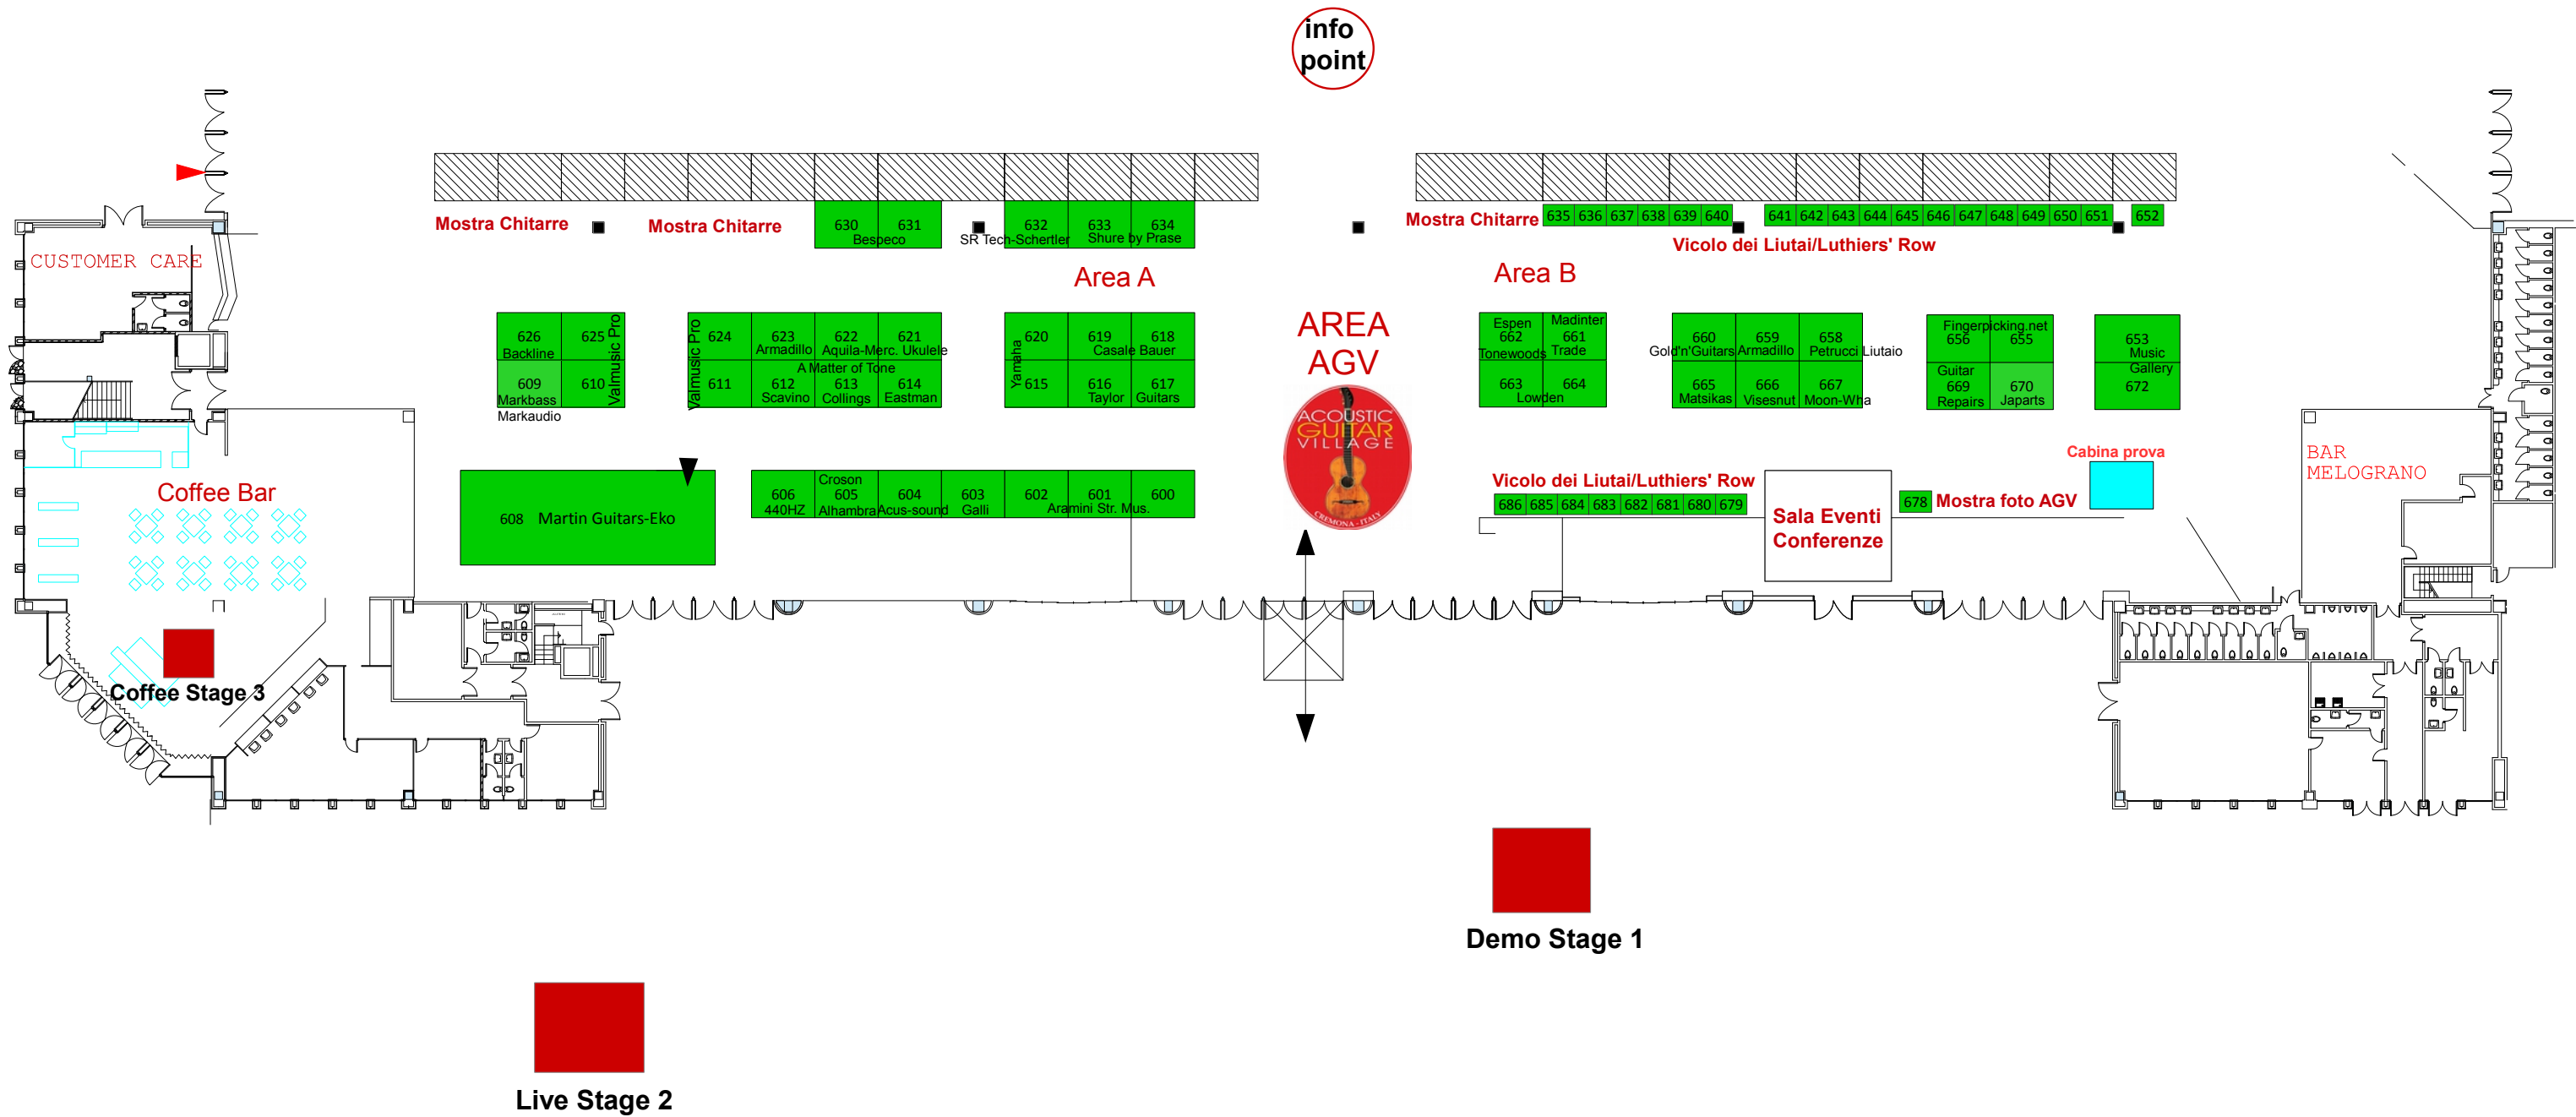 info
point
Mostra Chitarre
Mostra Chitarre
630 631
Bespeco
632 633 634
SR Tech-Schertler Shure by Prase
Mostra Chitarre
635 636 637 638 639 640
641 642 643 644 645 646 647 648 649 650 651 652
Vicolo dei Liutai/Luthiers' Row
CUSTOMER CARE
Area A
Area B
AREA
AGV
626 625
Backline
Valmusic Pro
609 610
Markbass
Markaudio
Valmusic Pro
624 623 622 621
Armadillo Aquila-Merc. Ukulele
A Matter of Tone
611 612 613 614
Scavino Collings Eastman
Yamaha
620 619 618
Casale Bauer
615 616 617
Taylor Guitars
Espen Madinter
662 661
Tonewoods Trade
663 664
Lowden
660 659 658
Gold'n'Guitars Armadillo Petrucci Liutaio
665 666 667
Matsikas Visesnut Moon-Wha
Fingerpicking.net
656 655
Guitar
669 670
Repairs Japarts
653
Music
Gallery
672
ACOUSTIC
GUITAR
VILLAGE
CREMONA - ITALY
Coffee Bar
608 Martin Guitars-Eko
Croson
606 605 604 603 602 601 600
440HZ Alhambra Acus-sound Galli Aramini Str. Mus.
Vicolo dei Liutai/Luthiers' Row
686 685 684 683 682 681 680 679
Sala Eventi
Conferenze
678 Mostra foto AGV
Cabina prova
BAR
MELOGRANO
Coffee Stage 3
Demo Stage 1
Live Stage 2